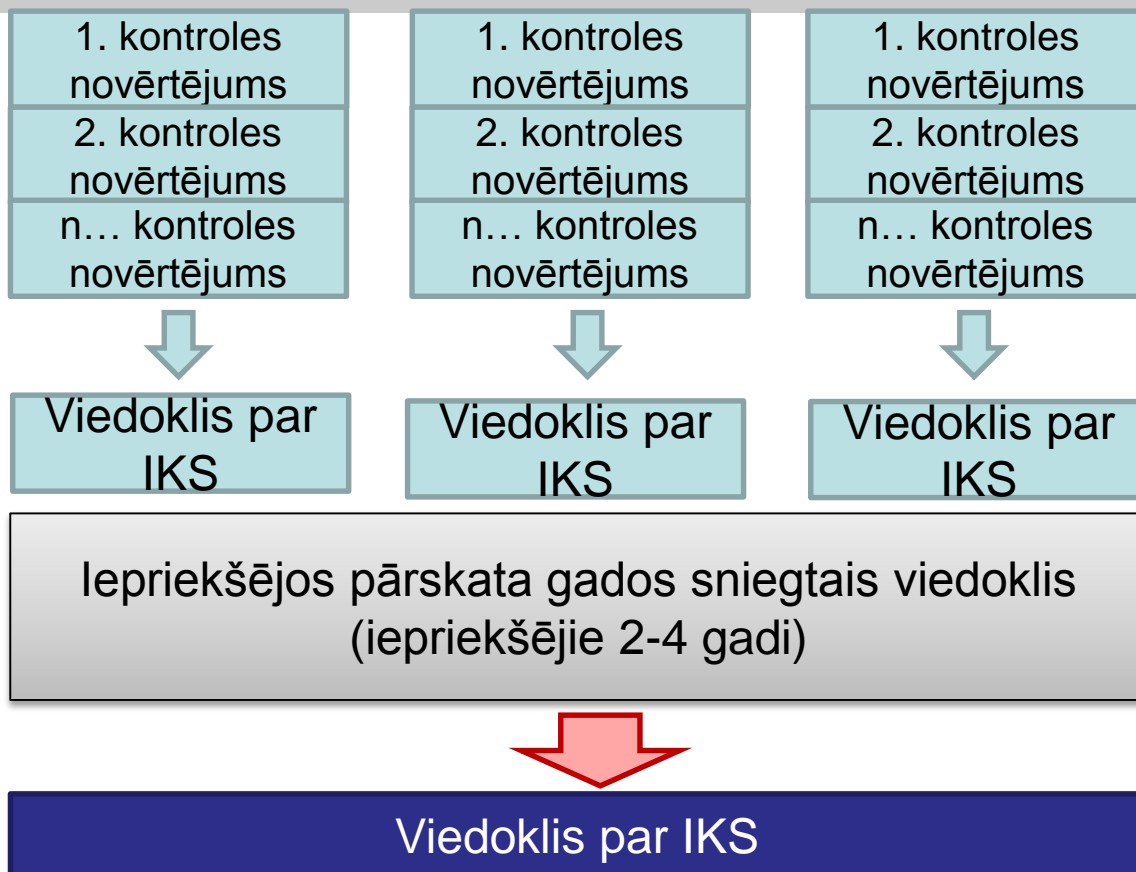 1. kontroles
novērtējums
2. kontroles
novērtējums
n… kontroles
novērtējums
Viedoklis par
IKS
1. kontroles
novērtējums
2. kontroles
novērtējums
n… kontroles
novērtējums
Viedoklis par
IKS
1. kontroles
novērtējums
2. kontroles
novērtējums
n… kontroles
novērtējums
Viedoklis par
IKS
Iepriekšējos pārskata gados sniegtais viedoklis
(iepriekšējie 2-4 gadi)
Viedoklis par IKS